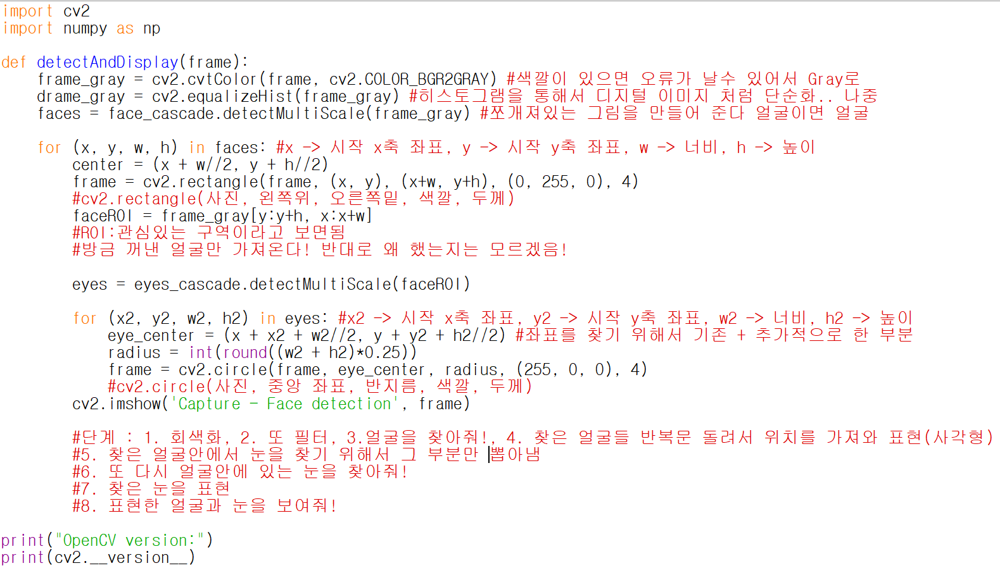 import cv2
import numpy as np
def detectAndDisplay(frame):
frame_gray = cv2.cvtColor(frame, cv2.COLOR_BGR2GRAY) #색깔이 있으면 오류가 날수 있어서 Gray로
drame_gray = cv2.equalizeHist(frame_gray) #히스토그램을 통해서 디지털 이미지 처럼 단순화.. 나중
faces = face_cascade.detectMultiScale(frame_gray) #쪼개져있는 그림을 만들어 준다 얼굴이면 얼굴
for (x, y, w, h) in faces: #x -> 시작 x축 좌표, y -> 시작 y축 좌표, w -> 너비, h -> 높이
center = (x + w//2, y + h//2)
frame = cv2.rectangle(frame, (x, y), (x+w, y+h), (0, 255, 0), 4)
#cv2.rectangle(사진, 왼쪽위, 오른쪽밑, 색깔, 두께)
faceROI = frame_gray[y:y+h, x:x+w]
#ROI:관심있는 구역이라고 보면됨
#방금 꺼낸 얼굴만 가져온다! 반대로 왜 했는지는 모르겠음!
eyes = eyes_cascade.detectMultiScale(faceROI)
for (x2, y2, w2, h2) in eyes: #x2 -> 시작 x축 좌표, y2 -> 시작 y축 좌표, w2 -> 너비, h2 -> 높이
eye_center = (x + x2 + w2//2, y + y2 + h2//2) #좌표를 찾기 위해서 기존 + 추가적으로 한 부분
radius = int(round((w2 + h2)*0.25))
frame = cv2.circle(frame, eye_center, radius, (255, 0, 0), 4)
#cv2.circle(사진, 중앙 좌표, 반지름, 색깔, 두께)
cv2.imshow('Capture - Face detection', frame)
#단계 : 1. 회색화, 2. 또 필터, 3.얼굴을 찾아줘!, 4. 찾은 얼굴들 반복문 돌려서 위치를 가져와 표현(사각형)
#5. 찾은 얼굴안에서 눈을 찾기 위해서 그 부분만 뽑아냄
#6. 또 다시 얼굴안에 있는 눈을 찾아줘!
#7. 찾은 눈을 표현
#8. 표현한 얼굴과 눈을 보여줘!
print("OpenCV version:")
print(cv2.__version__)